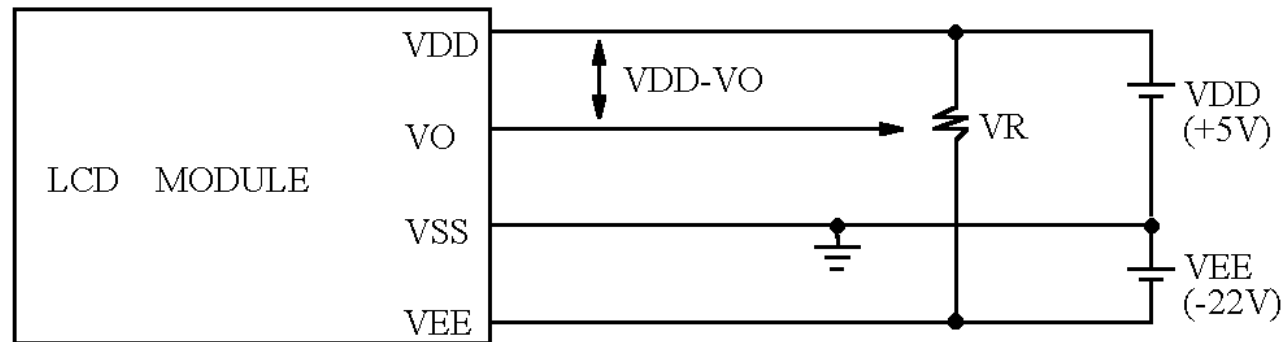 VDD
VDD-VO
VDD
(+5V)
VO
VR
LCD MODULE
VSS
VEE
(-22V)
VEE